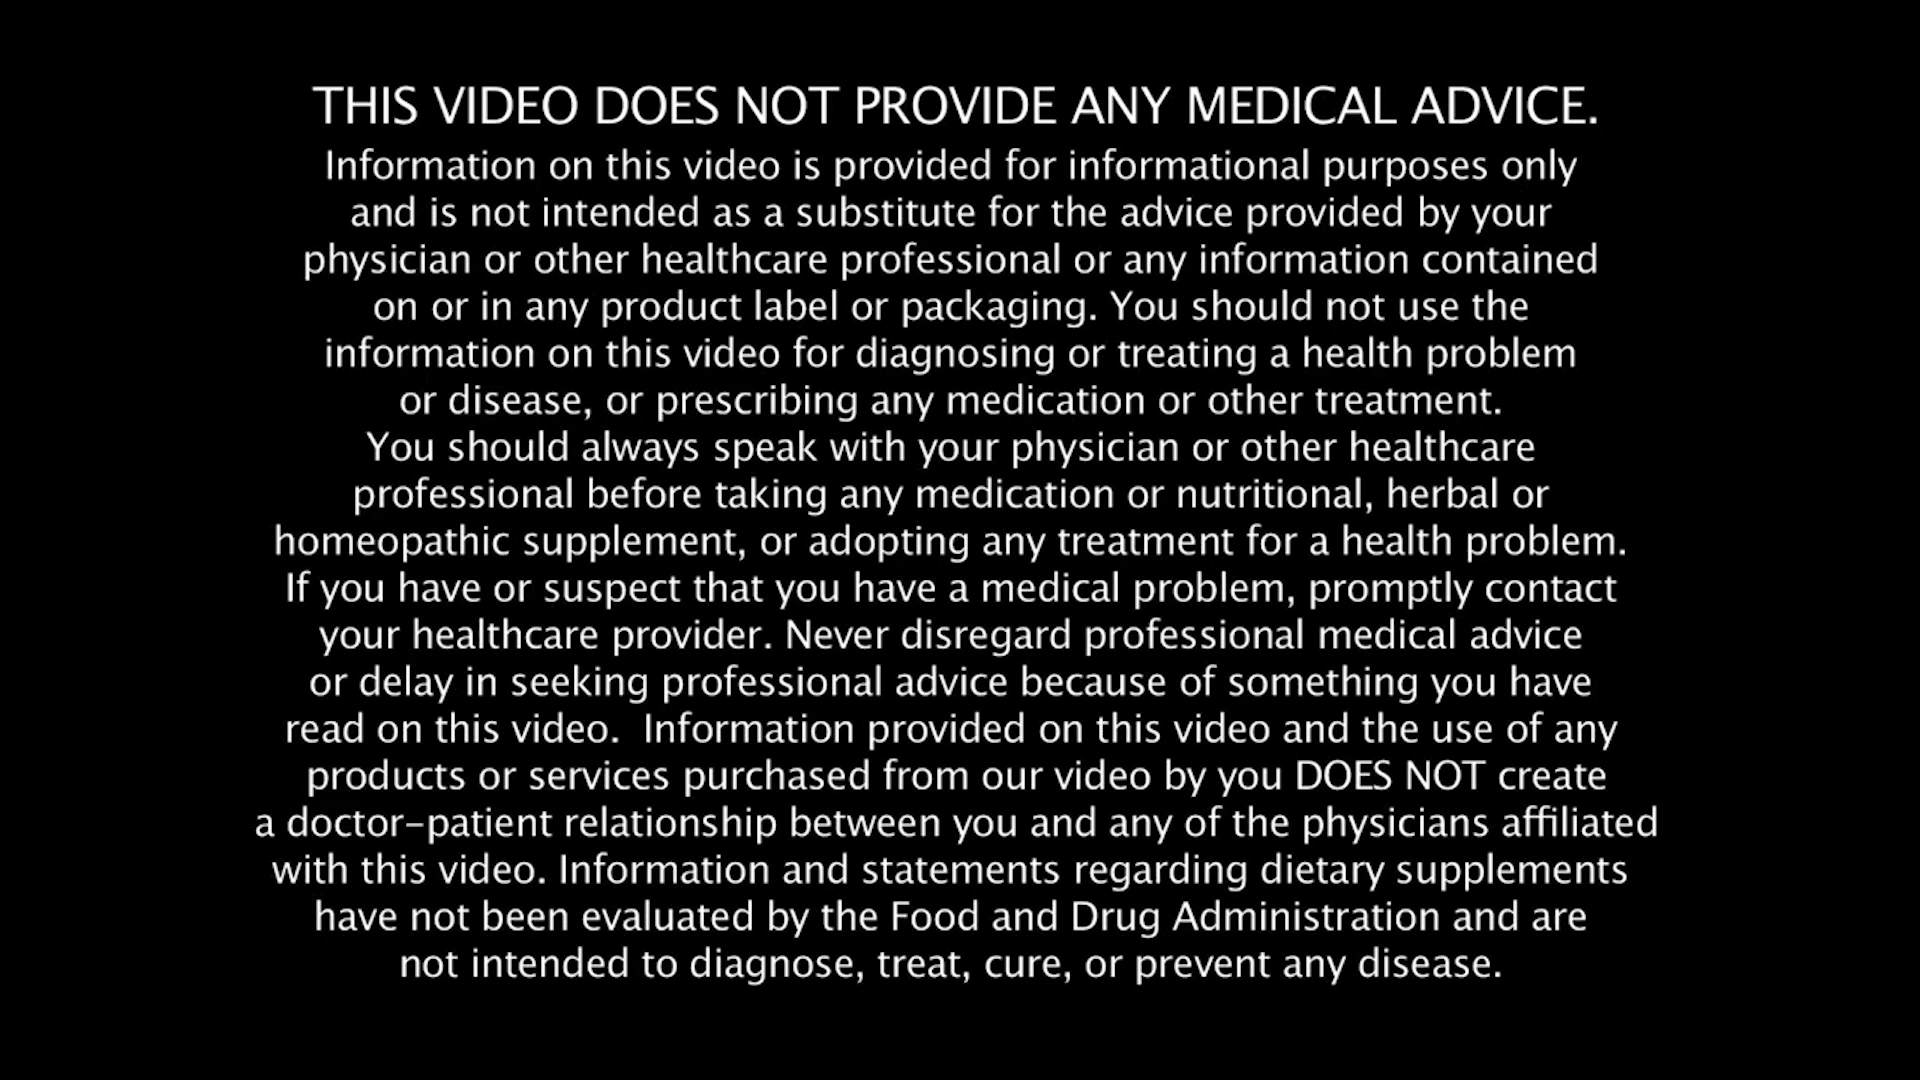 THIS VIDEO DOES NOT PROVIDE ANY MEDICAL ADVICE.
Information on this video is provided for informational purposes only
and is not intended as a substitute for the advice provided by your
physician or other healthcare professional or any information contained
on or in any product label or packaging. You should not use the
information on this video for diagnosing or treating a health problem
or disease, or prescribing any medication or other treatment.
You should always speak with your physician or other healthcare
professional before taking any medication or nutritional, herbal or
homeopathic supplement, or adopting any treatment for a health problem.
If you have or suspect that you have a medical problem, promptly contact
your healthcare provider. Never disregard professional medical advice
or delay in seeking professional advice because of something you have
read on this video.  Information provided on this video and the use of any
products or services purchased from our video by you DOES NOT create
a doctor–patient relationship between you and any of the physicians affiliated
with this video. Information and statements regarding dietary supplements
have not been evaluated by the Food and Drug Administration and are
not intended to diagnose, treat, cure, or prevent any disease.